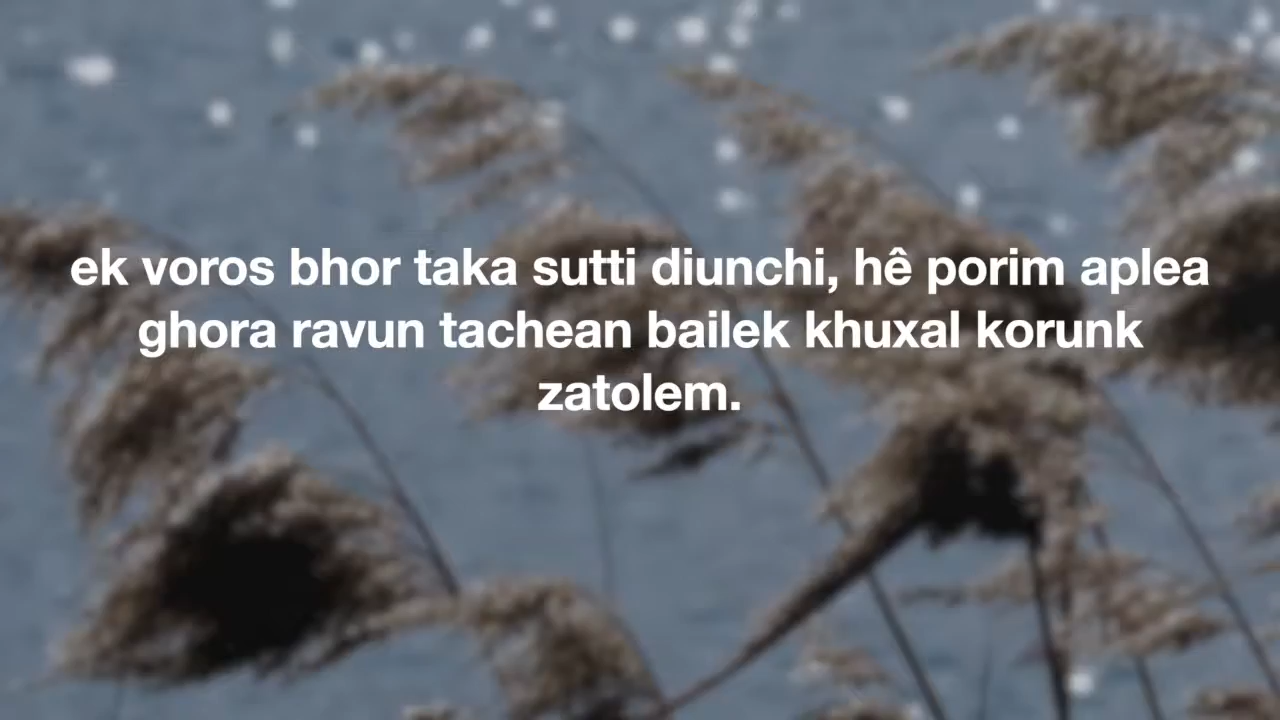 ek voros bhor taka sutti diunchi, hê porim aplea
ghora ravun tachean bailek khuxal korunk
zatolem.